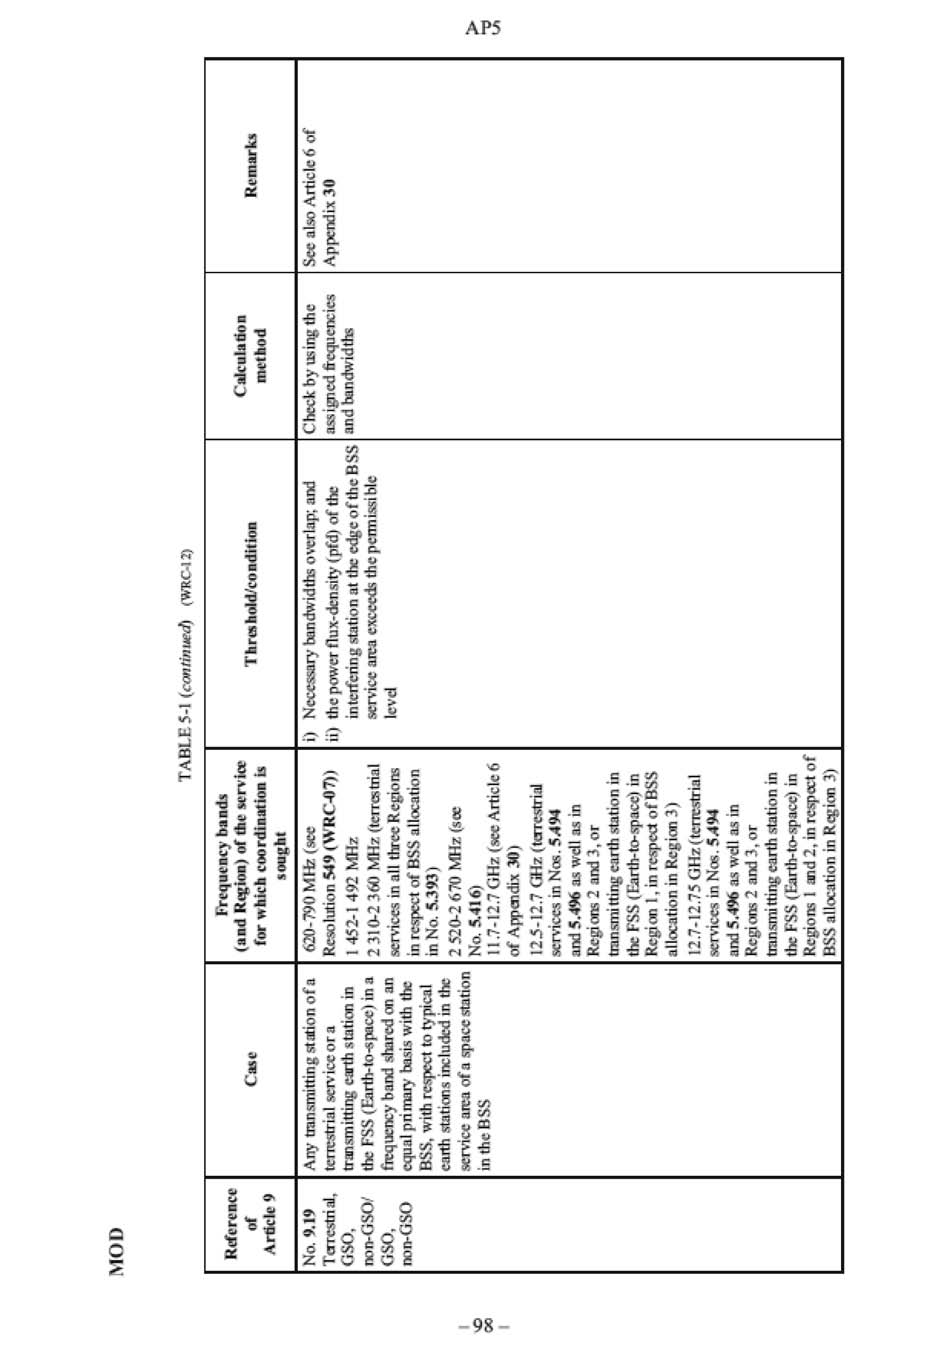 AP5
MOD
TABLE 5-1 (continued) (WRC-12)
Reference
of
Article 9
Case
Frequency bands
(and Region) of the service
for which coordination is
sought
Threshold/condition
Calculation
method
Remarks
No. 9.19
Terrestrial,
GSO,
non-GSO/
GSO,
non-GSO
Any transmitting station of a
terrestrial service or a
transmitting earth station in
the FSS (Earth-to-space) in a
frequency band shared on an
equal primary basis with the
BSS, with respect to typical
earth stations included in the
service area of a space station
in the BSS
620-790 MHz (see
Resolution 549 (WRC-07))
1 452-1 492 MHz
2 310-2 360 MHz (terrestrial
services in all three Regions
in respect of BSS allocation
in No. 5.393)
2 520-2 670 MHz (see
No. 5.416)
11.7-12.7 GHz (see Article 6
of Appendix 30)
12.5-12.7 GHz (terrestrial
services in Nos. 5.494
and 5.496 as well as in
Regions 2 and 3, or
transmitting earth station in
the FSS (Earth-to-space) in
Region 1, in respect of BSS
allocation in Region 3)
12.7-12.75 GHz (terrestrial
services in Nos. 5.494
and 5.496 as well as in
Regions 2 and 3, or
transmitting earth station in
the FSS (Earth-to-space) in
Regions 1 and 2, in respect of
BSS allocation in Region 3)
i) Necessary bandwidths overlap; and
ii) the power flux-density (pfd) of the
interfering station at the edge of the BSS
service area exceeds the permissible
level
Check by using the
assigned frequencies
and bandwidths
See also Article 6 of
Appendix 30
– 98 –